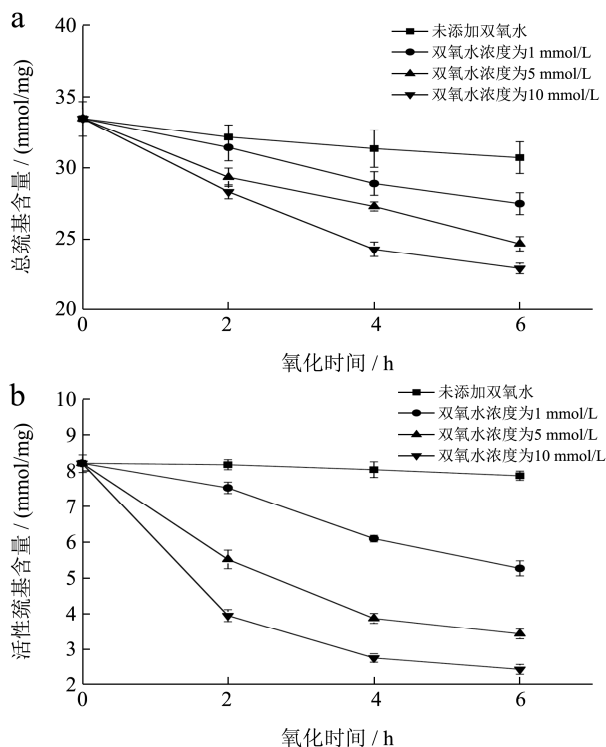 a
40
35
30
25
20
总巯基含量 / (mmol/mg)
未添加双氧水
双氧水浓度为1 mmol/L
双氧水浓度为5 mmol/L
双氧水浓度为10 mmol/L
0 2 4 6
氧化时间 / h
b
10
9
8
7
6
5
4
3
2
活性巯基含量 / (mmol/mg)
未添加双氧水
双氧水浓度为1 mmol/L
双氧水浓度为5 mmol/L
双氧水浓度为10 mmol/L
0 2 4 6
氧化时间 / h